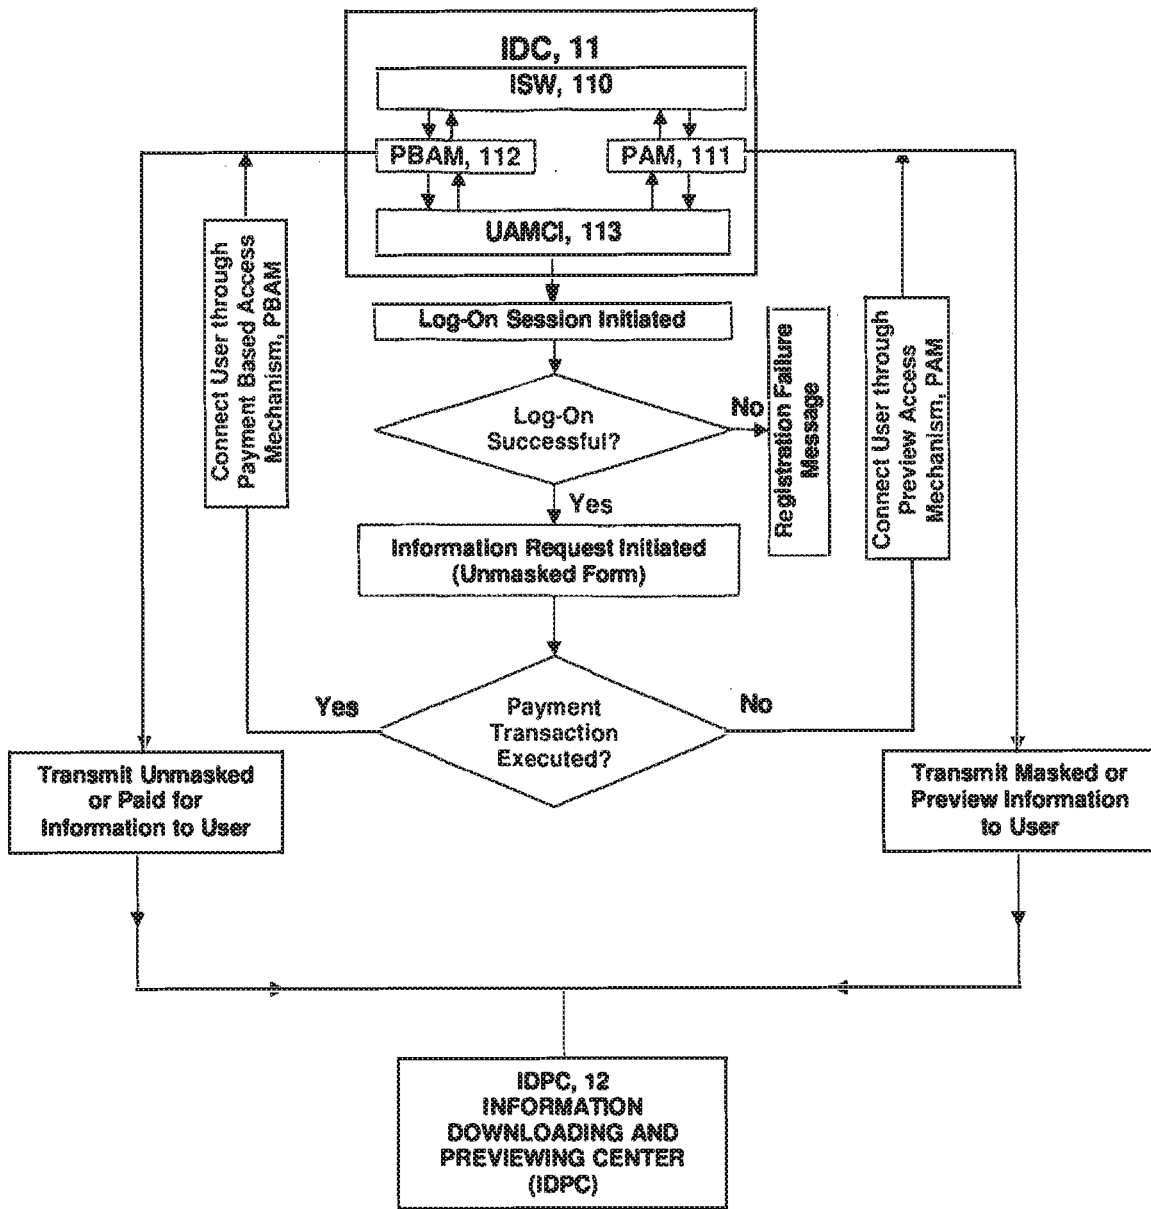 IDC, 11
ISW, 110
PBAM, 112
PAM, 111
UAMCI, 113
Connect User through
Payment Based Access
Mechanism, PBAM
Log-On Session Initiated
Log-On
Successful?
No
Registration Failure
Message
Connect User through
Preview Access
Mechanism, PAM
Yes
Information Request Initiated
(Unmasked Form)
Yes
Payment
Transaction
Executed?
No
Transmit Unmasked
or Paid for
Information to User
Transmit Masked or
Preview Information
to User
IDPC, 12
INFORMATION
DOWNLOADING AND
PREVIEWING CENTER
(IDPC)